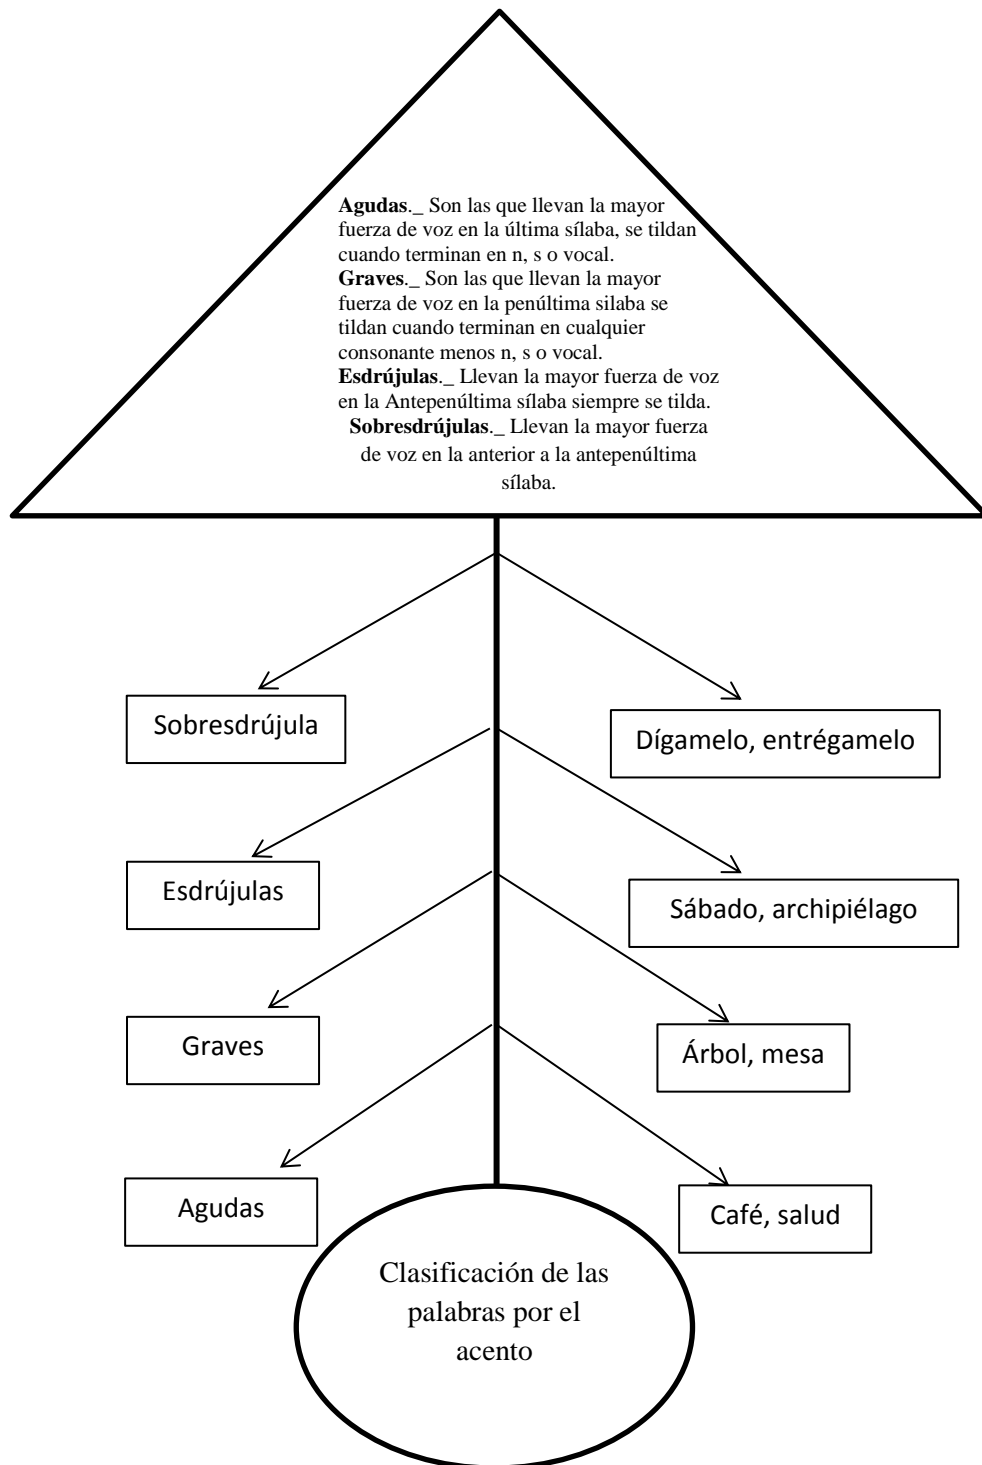 Agudas._ Son las que llevan la mayor
fuerza de voz en la última sílaba, se tildan
cuando terminan en n, s o vocal.
Graves._ Son las que llevan la mayor
fuerza de voz en la penúltima silaba se
tildan cuando terminan en cualquier
consonante menos n, s o vocal.
Esdrújulas._ Llevan la mayor fuerza de voz
en la Antepenúltima sílaba siempre se tilda.
Sobresdrújulas._ Llevan la mayor fuerza
de voz en la anterior a la antepenúltima
sílaba.
Sobresdrújula
Dígamelo, entrégamelo
Esdrújulas
Sábado, archipiélago
Graves
Árbol, mesa
Agudas
Café, salud
Clasificación de las
palabras por el
acento